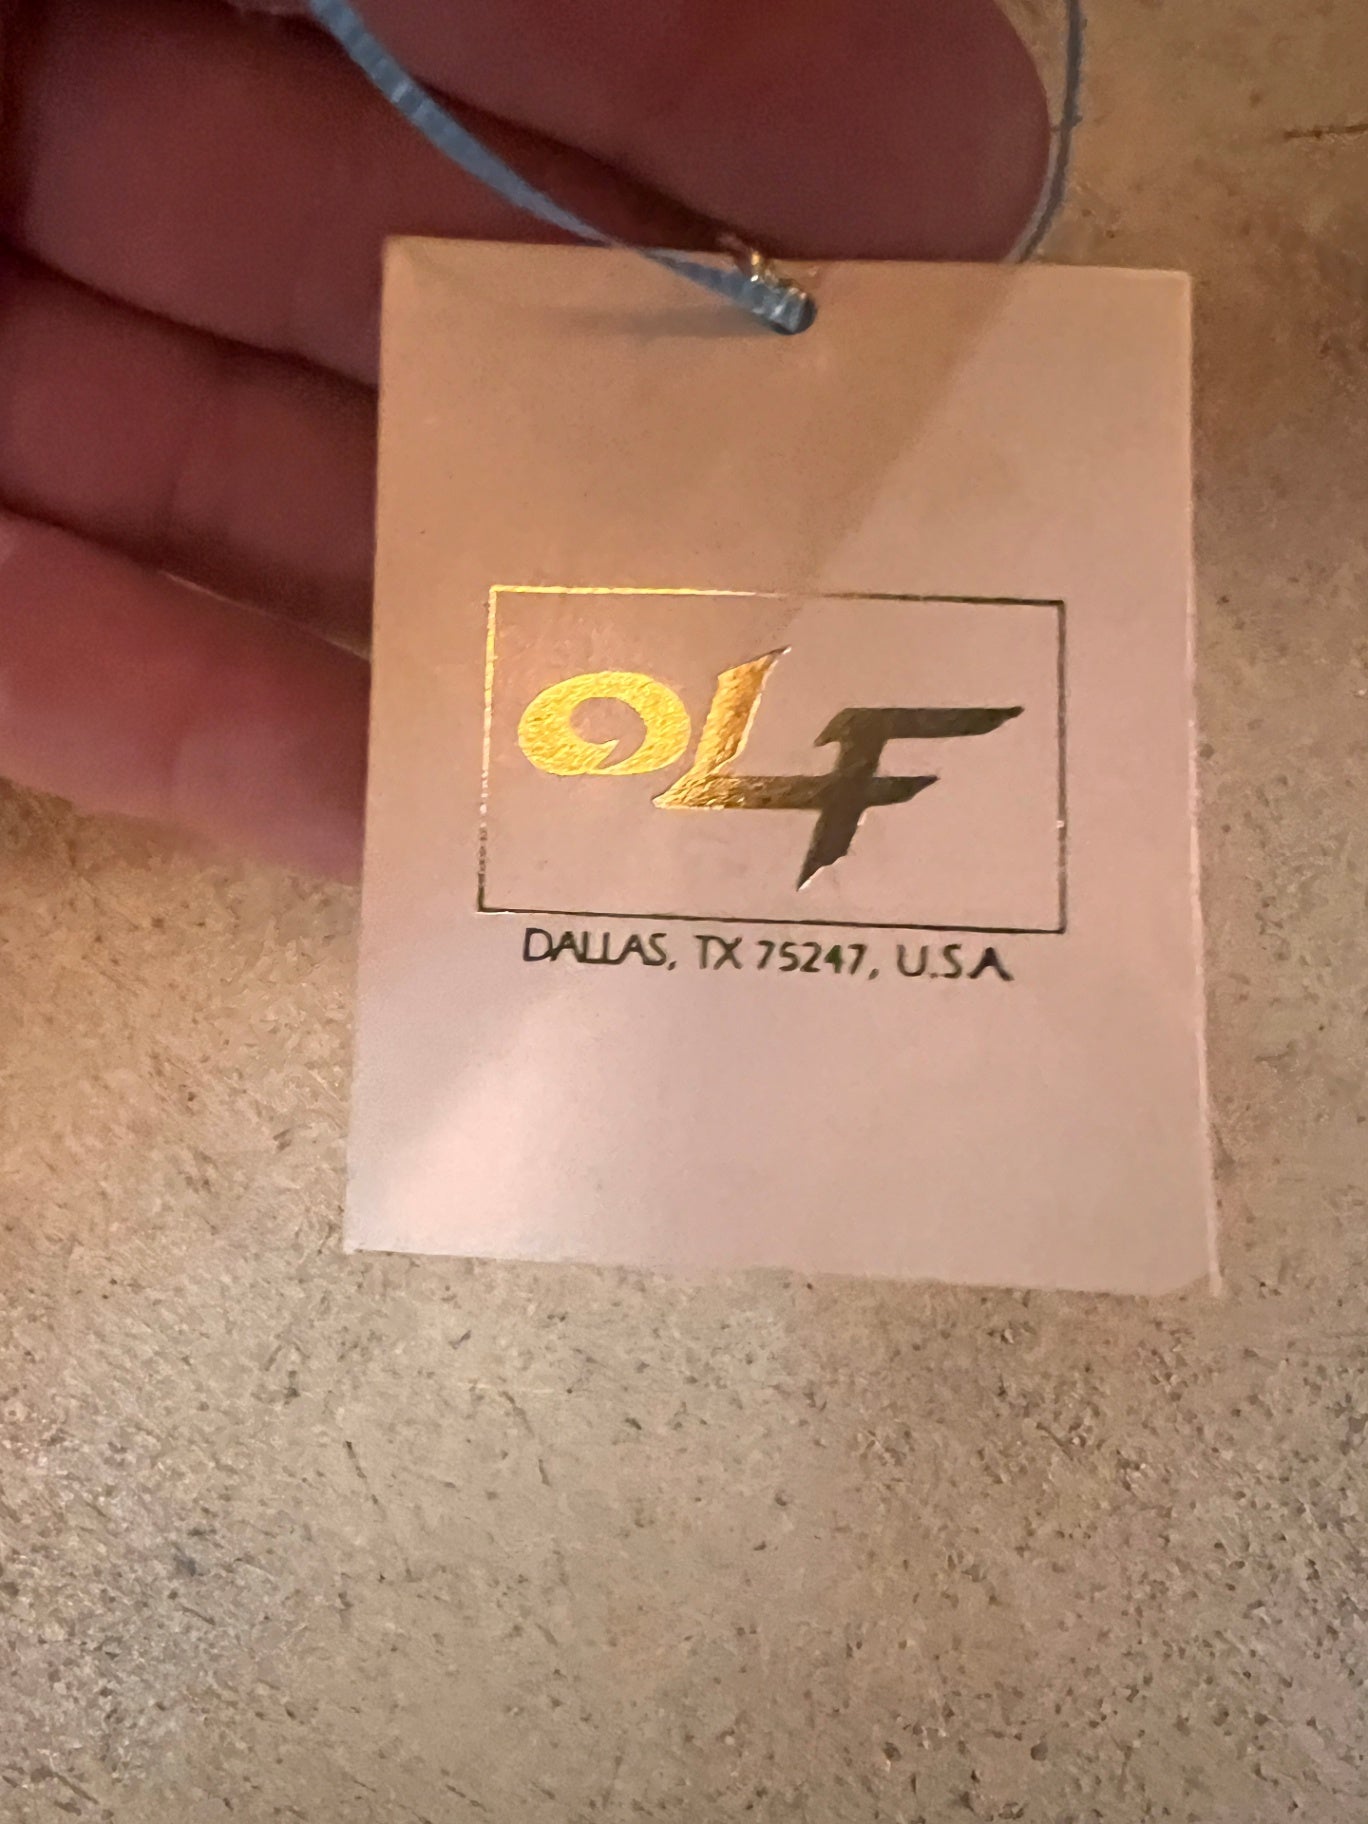 OLF
DALLAS, TX 75247, U.S.A